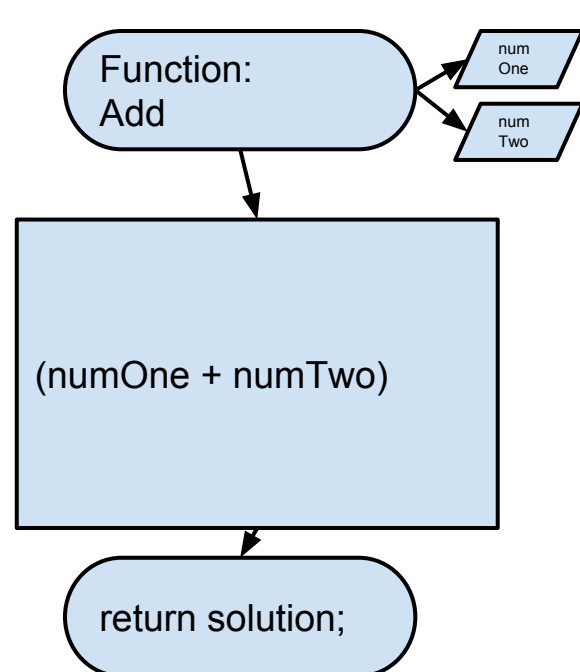 Function:
Add
num
One
num
Two
(numOne + numTwo)
return solution;